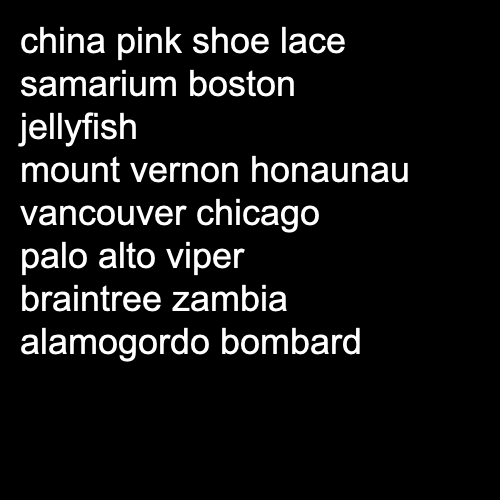 china pink shoe lace
samarium boston
jellyfish
mount vernon honaunau
vancouver chicago
palo alto viper
braintree zambia
alamogordo bombard